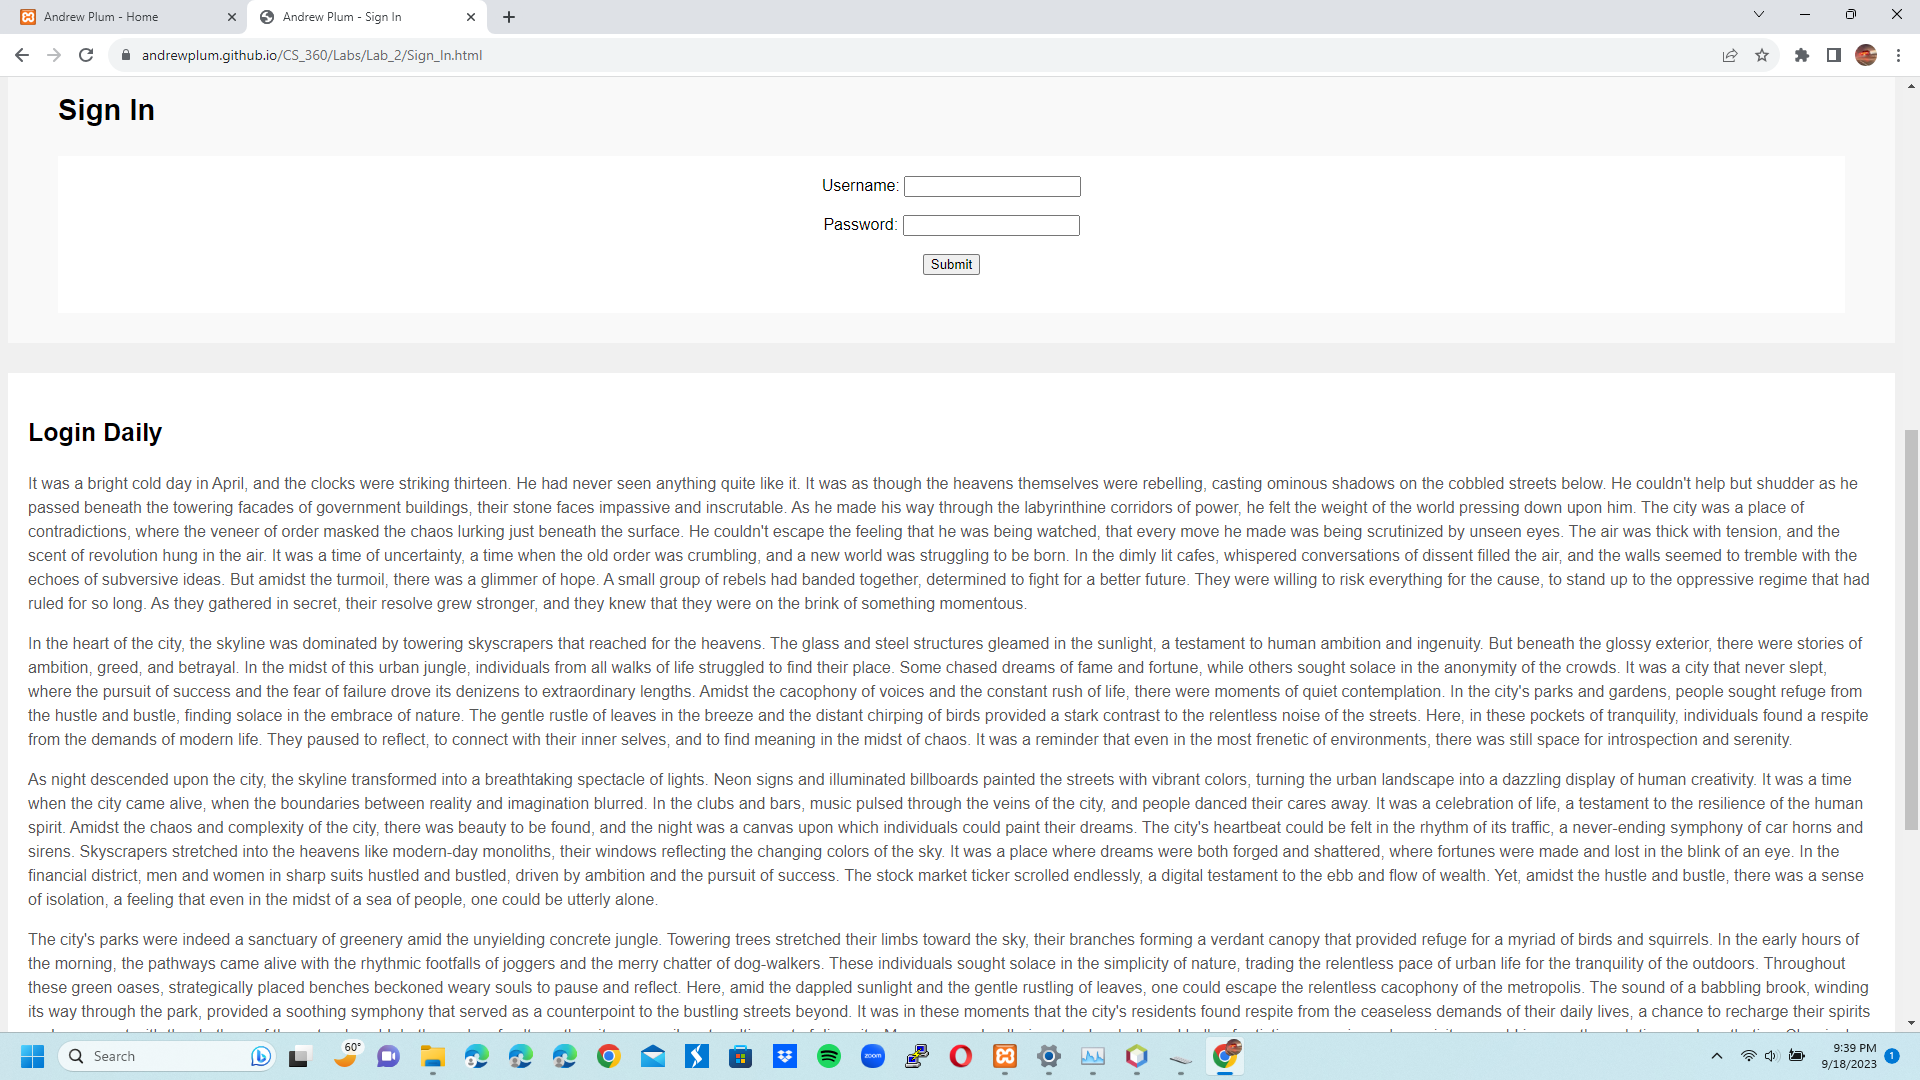 Andrew Plum - Home
Andrew Plum - Sign In
andrewplum.github.io/CS_360/Labs/Lab_2/Sign_In.html
Sign In
Username:
Password:
Submit
Login Daily
It was a bright cold day in April, and the clocks were striking thirteen. He had never seen anything quite like it. It was as though the heavens themselves were rebelling, casting ominous shadows on the cobbled streets below. He couldn't help but shudder as he
passed beneath the towering facades of government buildings, their stone faces impassive and inscrutable. As he made his way through the labyrinthine corridors of power, he felt the weight of the world pressing down upon him. The city was a place of
contradictions, where the veneer of order masked the chaos lurking just beneath the surface. He couldn't escape the feeling that he was being watched, that every move he made was being scrutinized by unseen eyes. The air was thick with tension, and the
scent of revolution hung in the air. It was a time of uncertainty, a time when the old order was crumbling, and a new world was struggling to be born. In the dimly lit cafes, whispered conversations of dissent filled the air, and the walls seemed to tremble with the
echoes of subversive ideas. But amidst the turmoil, there was a glimmer of hope. A small group of rebels had banded together, determined to fight for a better future. They were willing to risk everything for the cause, to stand up to the oppressive regime that had
ruled for so long. As they gathered in secret, their resolve grew stronger, and they knew that they were on the brink of something momentous.
In the heart of the city, the skyline was dominated by towering skyscrapers that reached for the heavens. The glass and steel structures gleamed in the sunlight, a testament to human ambition and ingenuity. But beneath the glossy exterior, there were stories of
ambition, greed, and betrayal. In the midst of this urban jungle, individuals from all walks of life struggled to find their place. Some chased dreams of fame and fortune, while others sought solace in the anonymity of the crowds. It was a city that never slept,
where the pursuit of success and the fear of failure drove its denizens to extraordinary lengths. Amidst the cacophony of voices and the constant rush of life, there were moments of quiet contemplation. In the city's parks and gardens, people sought refuge from
the hustle and bustle, finding solace in the embrace of nature. The gentle rustle of leaves in the breeze and the distant chirping of birds provided a stark contrast to the relentless noise of the streets. Here, in these pockets of tranquility, individuals found a respite
from the demands of modern life. They paused to reflect, to connect with their inner selves, and to find meaning in the midst of chaos. It was a reminder that even in the most frenetic of environments, there was still space for introspection and serenity.
As night descended upon the city, the skyline transformed into a breathtaking spectacle of lights. Neon signs and illuminated billboards painted the streets with vibrant colors, turning the urban landscape into a dazzling display of human creativity. It was a time
when the city came alive, when the boundaries between reality and imagination blurred. In the clubs and bars, music pulsed through the veins of the city, and people danced their cares away. It was a celebration of life, a testament to the resilience of the human
spirit. Amidst the chaos and complexity of the city, there was beauty to be found, and the night was a canvas upon which individuals could paint their dreams. The city's heartbeat could be felt in the rhythm of its traffic, a never-ending symphony of car horns and
sirens. Skyscrapers stretched into the heavens like modern-day monoliths, their windows reflecting the changing colors of the sky. It was a place where dreams were both forged and shattered, where fortunes were made and lost in the blink of an eye. In the
financial district, men and women in sharp suits hustled and bustled, driven by ambition and the pursuit of success. The stock market ticker scrolled endlessly, a digital testament to the ebb and flow of wealth. Yet, amidst the hustle and bustle, there was a sense
of isolation, a feeling that even in the midst of a sea of people, one could be utterly alone.
The city's parks were indeed a sanctuary of greenery amid the unyielding concrete jungle. Towering trees stretched their limbs toward the sky, their branches forming a verdant canopy that provided refuge for a myriad of birds and squirrels. In the early hours of
the morning, the pathways came alive with the rhythmic footfalls of joggers and the merry chatter of dog-walkers. These individuals sought solace in the simplicity of nature, trading the relentless pace of urban life for the tranquility of the outdoors. Throughout
these green oases, strategically placed benches beckoned weary souls to pause and reflect. Here, amid the dappled sunlight and the gentle rustling of leaves, one could escape the relentless cacophony of the metropolis. The sound of a babbling brook, winding
its way through the park, provided a soothing symphony that served as a counterpoint to the bustling streets beyond. It was in these moments that the city's residents found respite from the ceaseless demands of their daily lives, a chance to recharge their spirits
Search
60°
zoom
9:39 PM
9/18/2023
1